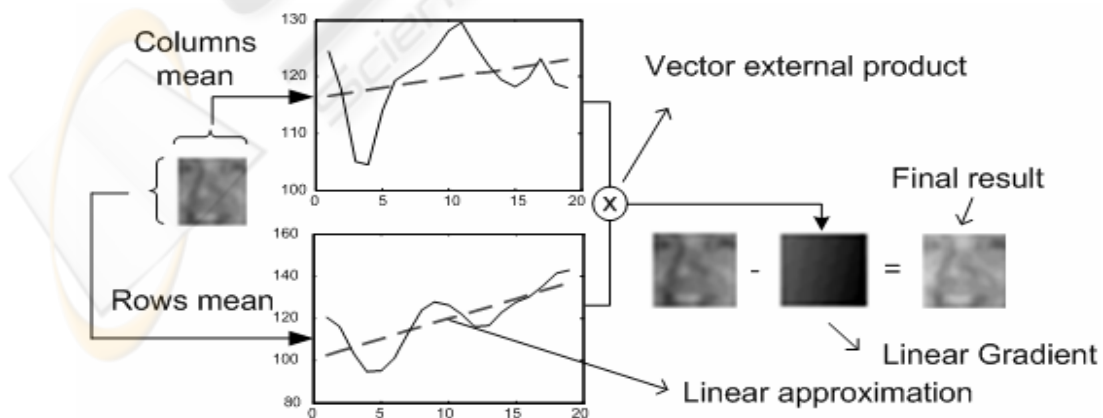 Columns
mean
130
120
110
100
0
5
10
15
20
Vector external product
x
Final result
-
=
Rows mean
160
140
120
100
80
0
5
10
15
20
Linear Gradient
Linear approximation